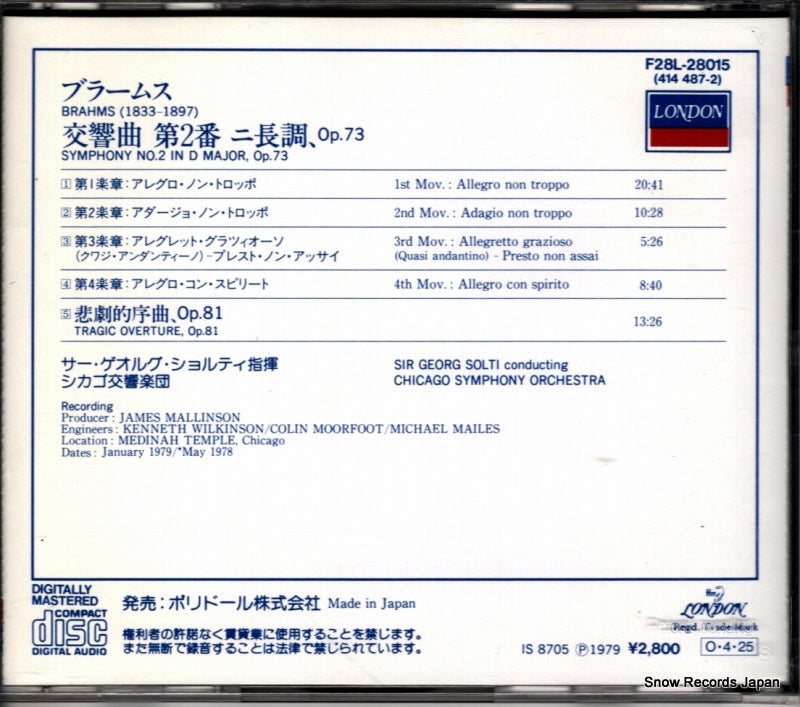 F28L-28015
(414 487-2)
LONDON
ブラームス
BRAHMS (1833-1897)
交響曲 第2番 ニ長調、Op.73
SYMPHONY NO.2 IN D MAJOR, Op.73
1 第1楽章：アレグロ・ノン・トロッポ 1st Mov.: Allegro non troppo 20:41
2 第2楽章：アダージョ・ノン・トロッポ 2nd Mov.: Adagio non troppo 10:28
3 第3楽章：アレグレット・グラツィオーソ 3rd Mov.: Allegretto grazioso 5:26
(クワジ・アンダンティーノ)−プレスト・ノン・アッサイ (Quasi andantino) - Presto non assai
4 第4楽章：アレグロ・コン・スピリート 4th Mov.: Allegro con spirito 8:40
5 悲劇的序曲、Op.81 13:26
TRAGIC OVERTURE, Op.81
サー・ゲオルグ・ショルティ指揮 SIR GEORG SOLTI conducting
シカゴ交響楽団 CHICAGO SYMPHONY ORCHESTRA
Recording
Producer: JAMES MALLINSON
Engineers: KENNETH WILKINSON/COLIN MOORFOOT/MICHAEL MAILES
Location: MEDINAH TEMPLE, Chicago
Dates: January 1979/*May 1978
DIGITALLY
MASTERED
COMPACT
disc
DIGITAL AUDIO
発売：ポリドール株式会社 Made in Japan
権利者の許諾なく賃貸業に使用することを禁じます。
また無断で録音することは法律で禁じられています。
LONDON
Regd. Trade Mark
IS 8705 Ⓟ1979 ¥2,800 O・4・25
Snow Records Japan